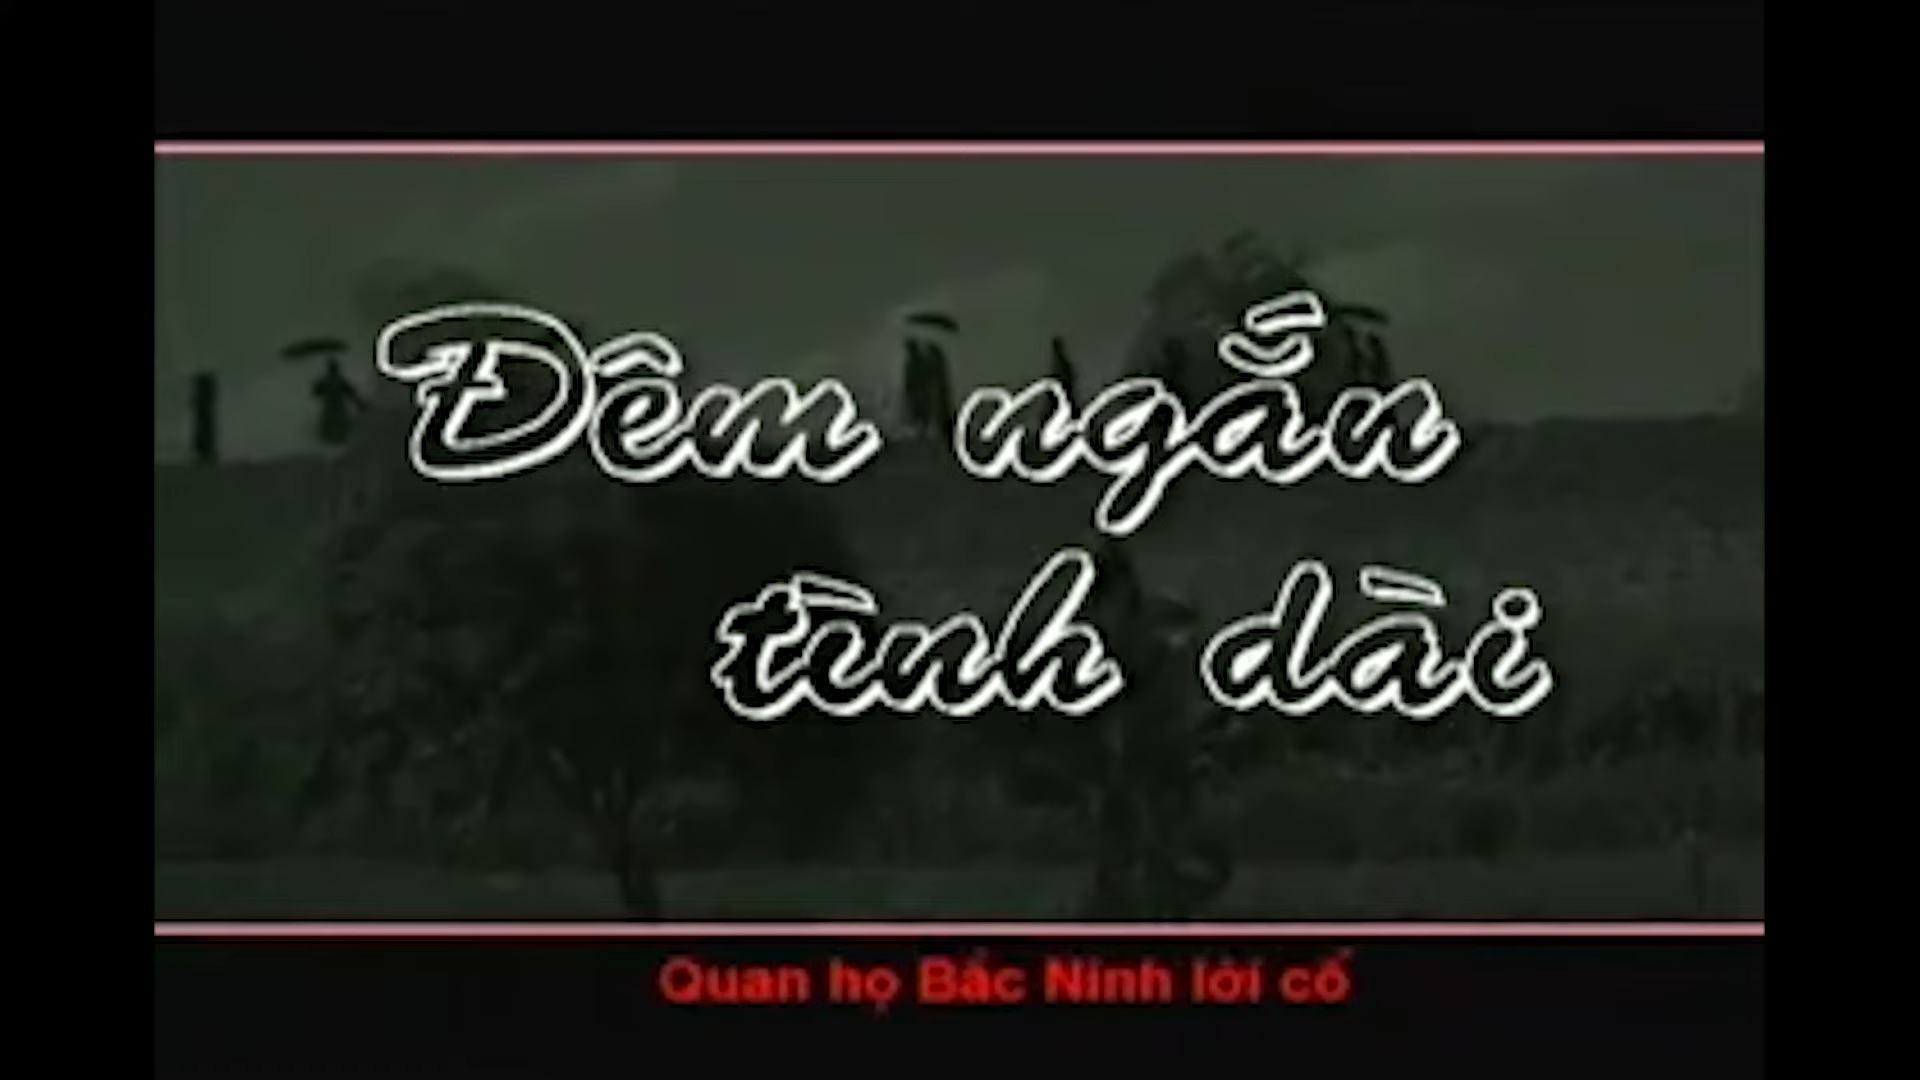 Đêm ngắn
tình dài
Quan họ Bắc Ninh lời cổ